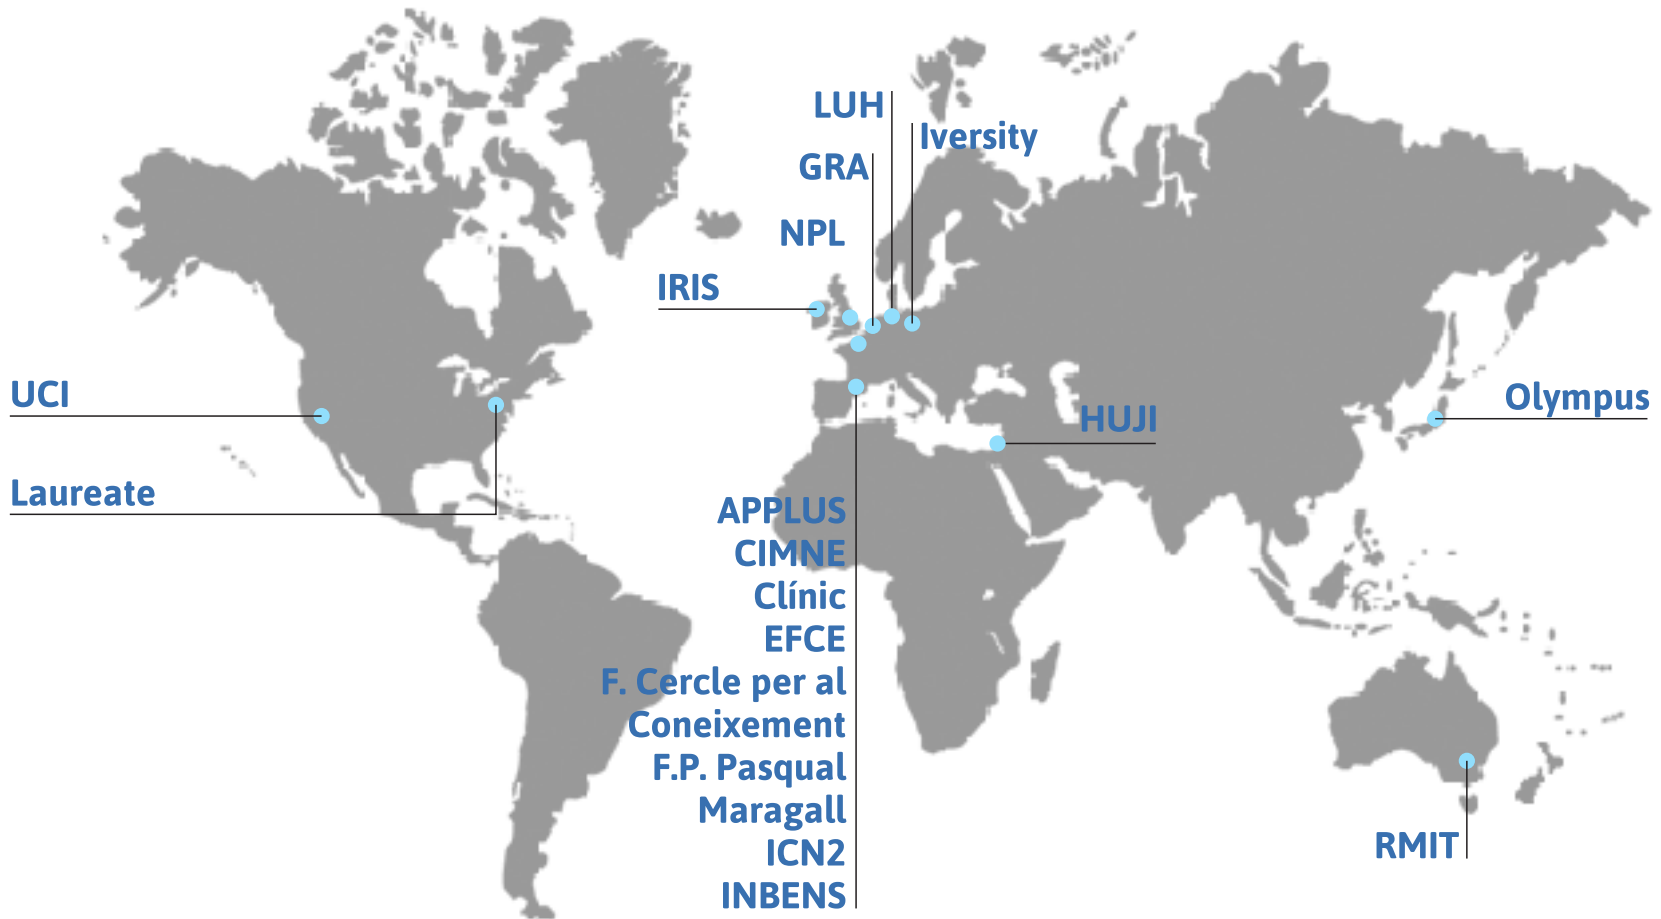 LUH
Iversity
GRA
NPL
IRIS
UCI
Olympus
HUJI
Laureate
APPLUS
CIMNE
Clínic
EFCE
F. Cercle per al
Coneixement
F.P. Pasqual
Maragall
ICN2
INBENS
RMIT